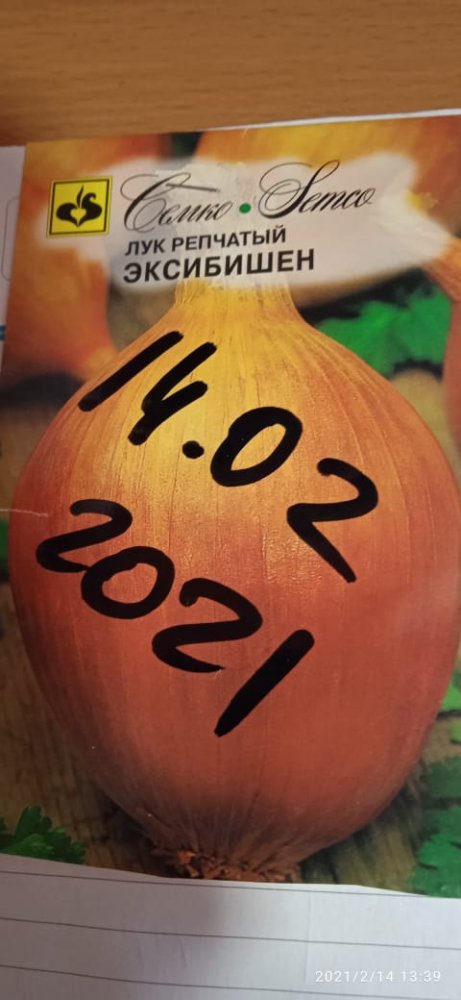 Семко • Semco
ЛУК РЕПЧАТЫЙ
ЭКСИБИШЕН
14.02
2021
2021/2/14 13:39